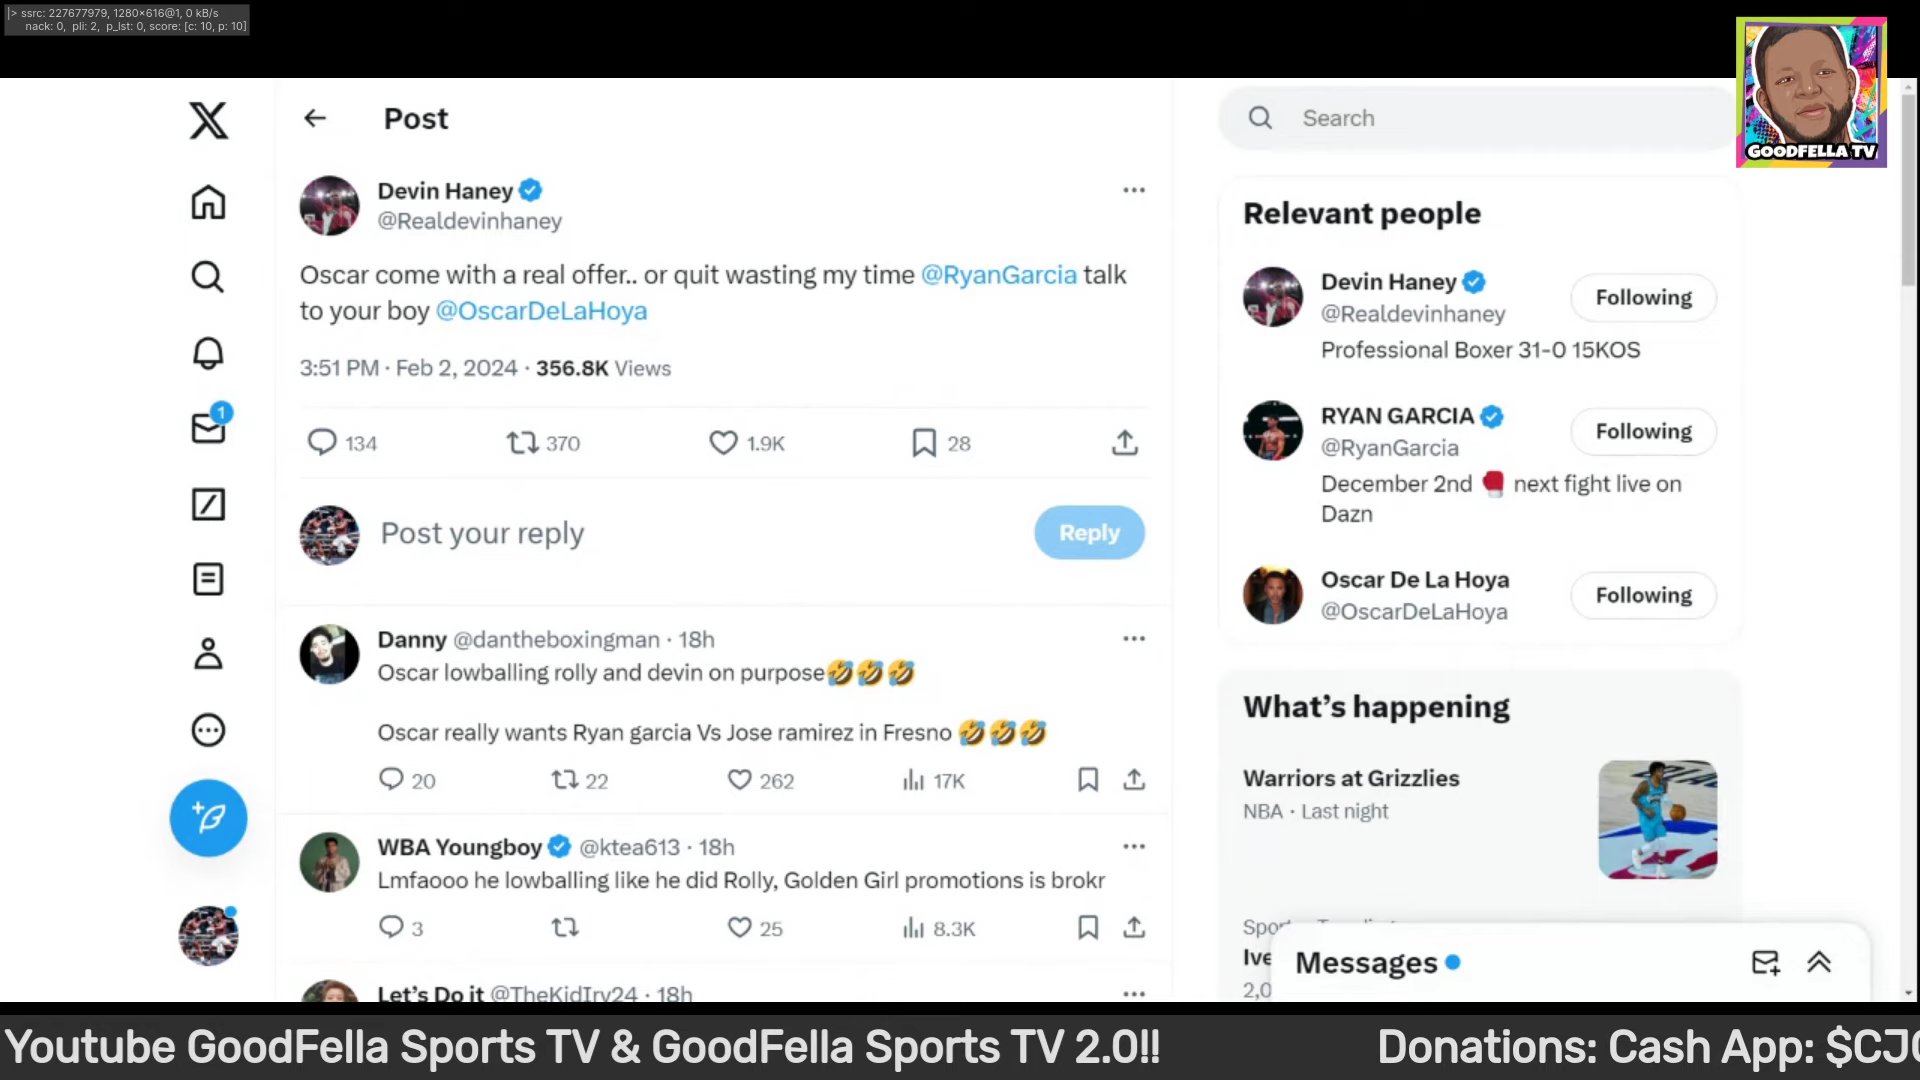 |> ssrc: 227677979, 1280×616@1, 0 kB/s
nack: 0, pli: 2, p_lst: 0, score: [c: 10, p: 10]
GOODFELLA TV
Post
Search
Devin Haney
@Realdevinhaney
Oscar come with a real offer.. or quit wasting my time @RyanGarcia talk
to your boy @OscarDeLaHoya
3:51 PM · Feb 2, 2024 · 356.8K Views
134 370 1.9K 28
Post your reply
Reply
Danny @dantheboxingman · 18h
Oscar lowballing rolly and devin on purpose🤣🤣🤣
Oscar really wants Ryan garcia Vs Jose ramirez in Fresno 🤣🤣🤣
20 22 262 17K
WBA Youngboy @ktea613 · 18h
Lmfaooo he lowballing like he did Rolly, Golden Girl promotions is brokr
3 25 8.3K
Let's Do it @TheKidIrv24 · 18h
1
Relevant people
Devin Haney
@Realdevinhaney
Following
Professional Boxer 31-0 15KOS
RYAN GARCIA
@RyanGarcia
Following
December 2nd 🥊 next fight live on
Dazn
Oscar De La Hoya
@OscarDeLaHoya
Following
What's happening
Warriors at Grizzlies
NBA · Last night
Ive
2,0
Messages
Youtube GoodFella Sports TV & GoodFella Sports TV 2.0!! Donations: Cash App: